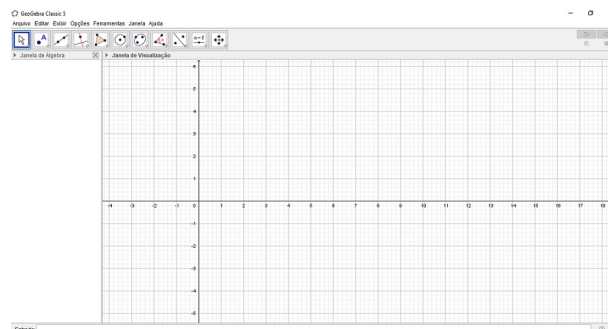 GeoGebra Classic 5
Arquivo Editar Exibir Opções Ferramentas Janela Ajuda
A
a=2
Janela de Álgebra
Janela de Visualização
6
5
4
3
2
1
-4 -3 -2 -1 0 1 2 3 4 5 6 7 8 9 10 11 12 13 14 15 16 17 18
-1
-2
-3
-4
-5
Entrada: